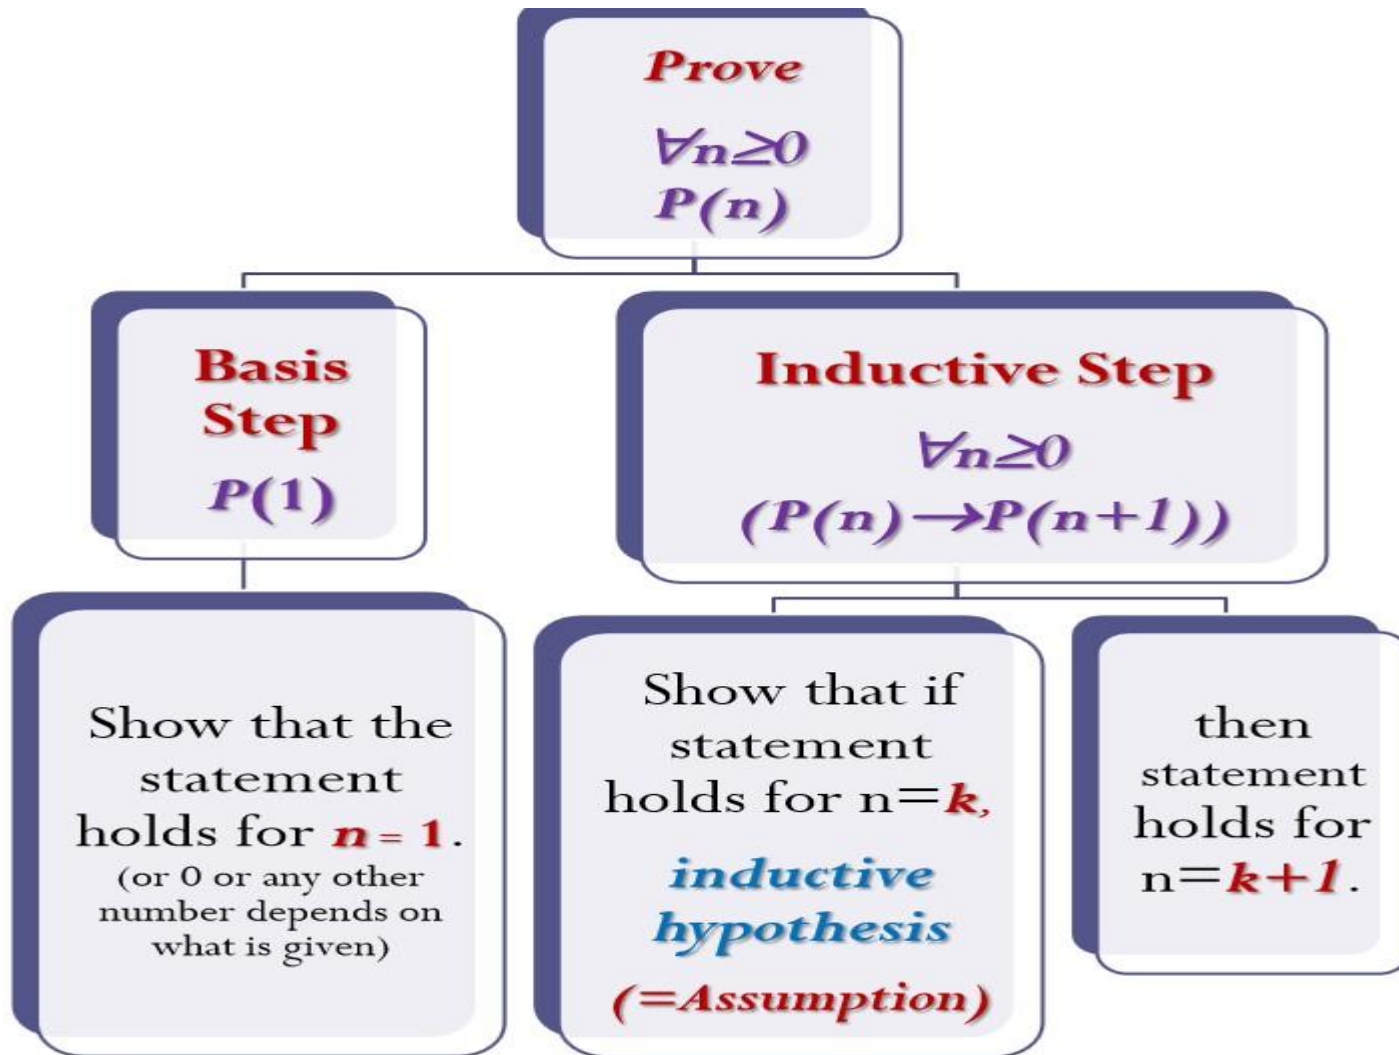 Prove
∀n≥0
P(n)
Basis
Step
P(1)
Inductive Step
∀n≥0
(P(n)→P(n+1))
Show that the
statement
holds for n = 1.
(or 0 or any other
number depends on
what is given)
Show that if
statement
holds for n=k,
inductive
hypothesis
(=Assumption)
then
statement
holds for
n=k+1.